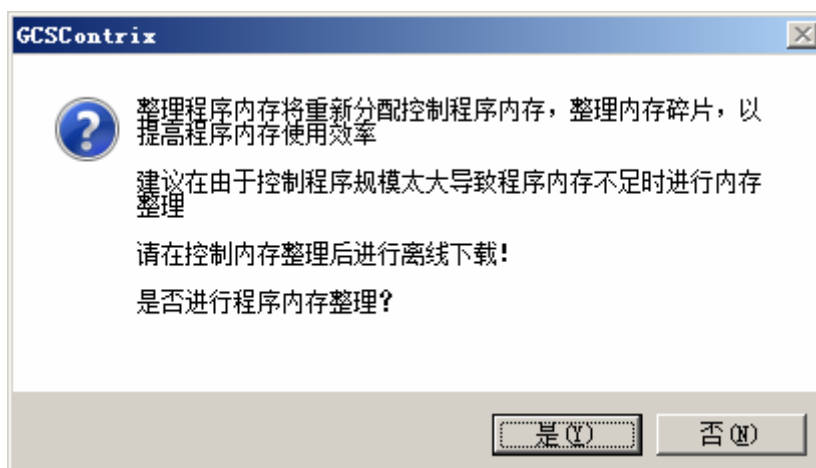 GCSContrix
整理程序内存将重新分配控制程序内存，整理内存碎片，以
提高程序内存使用效率
建议在由于控制程序规模太大导致程序内存不足时进行内存
整理
请在控制内存整理后进行离线下载!
是否进行程序内存整理?
是(Y)
否(N)